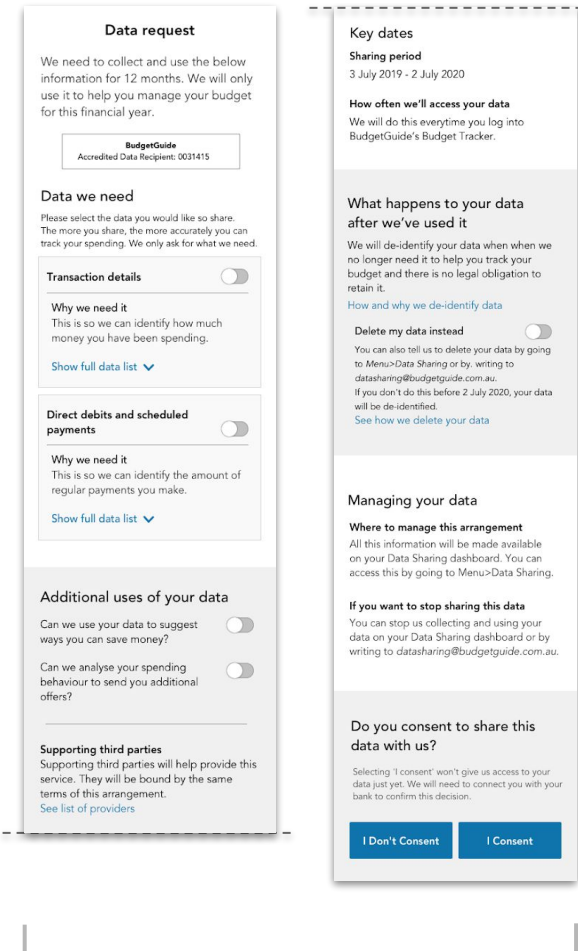 Data request
We need to collect and use the below
information for 12 months. We will only
use it to help you manage your budget
for this financial year.
BudgetGuide
Accredited Data Recipient: 0031415
Data we need
Please select the data you would like so share.
The more you share, the more accurately you can
track your spending. We only ask for what we need.
Transaction details
Why we need it
This is so we can identify how much
money you have been spending.
Show full data list
Direct debits and scheduled
payments
Why we need it
This is so we can identify the amount of
regular payments you make.
Show full data list
Additional uses of your data
Can we use your data to suggest
ways you can save money?
Can we analyse your spending
behaviour to send you additional
offers?
Supporting third parties
Supporting third parties will help provide this
service. They will be bound by the same
terms of this arrangement.
See list of providers
Key dates
Sharing period
3 July 2019 - 2 July 2020
How often we'll access your data
We will do this everytime you log into
BudgetGuide's Budget Tracker.
What happens to your data
after we've used it
We will de-identify your data when when we
no longer need it to help you track your
budget and there is no legal obligation to
retain it.
How and why we de-identify data
Delete my data instead
You can also tell us to delete your data by going
to Menu>Data Sharing or by. writing to
datasharing@budgetguide.com.au.
If you don't do this before 2 July 2020, your data
will be de-identified.
See how we delete your data
Managing your data
Where to manage this arrangement
All this information will be made available
on your Data Sharing dashboard. You can
access this by going to Menu>Data Sharing.
If you want to stop sharing this data
You can stop us collecting and using your
data on your Data Sharing dashboard or by
writing to datasharing@budgetguide.com.au.
Do you consent to share this
data with us?
Selecting 'I consent' won't give us access to your
data just yet. We will need to connect you with your
bank to confirm this decision.
I Don't Consent
I Consent